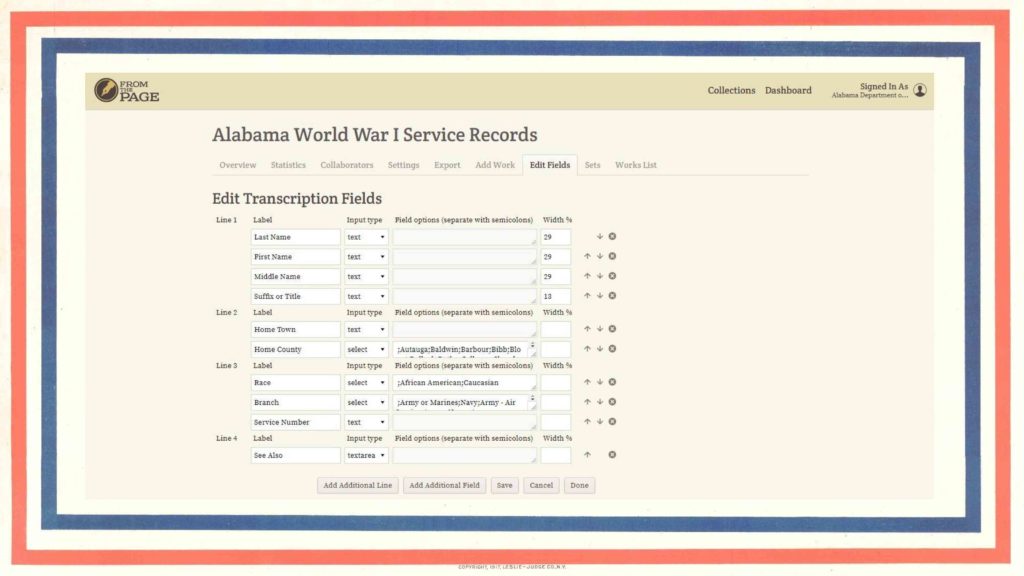 FROM THE PAGE
Collections Dashboard Signed In As
Alabama Department o...
Alabama World War I Service Records
Overview Statistics Collaborators Settings Export Add Work Edit Fields Sets Works List
Edit Transcription Fields
Line 1 Label Input type Field options (separate with semicolons) Width %
Last Name text 29
First Name text 29
Middle Name text 29
Suffix or Title text 13
Line 2 Label Input type Field options (separate with semicolons) Width %
Home Town text
Home County select ;Autauga;Baldwin;Barbour;Bibb;Blo
Line 3 Label Input type Field options (separate with semicolons) Width %
Race select ;African American;Caucasian
Branch select ;Army or Marines;Navy;Army - Air
Service Number text
Line 4 Label Input type Field options (separate with semicolons) Width %
See Also textarea
Add Additional Line Add Additional Field Save Cancel Done
COPYRIGHT, 1917, LESLIE-JUDGE CO., N.Y.